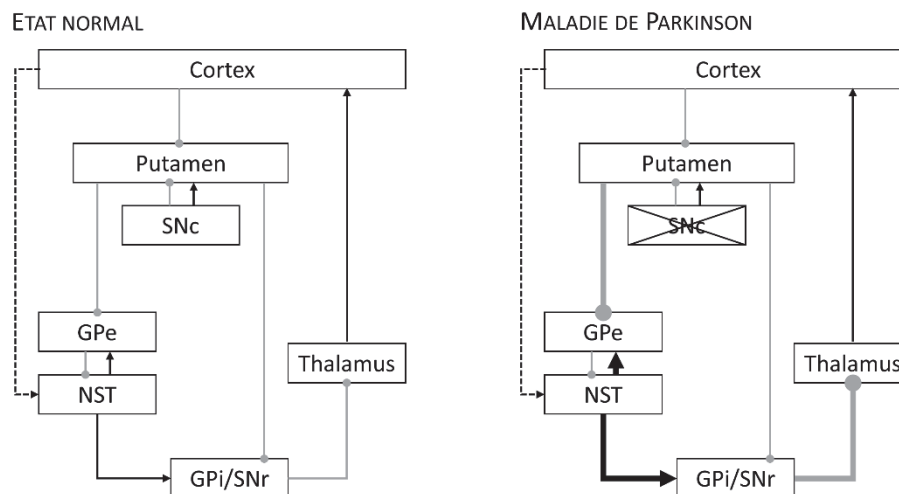 ETAT NORMAL
Cortex
Putamen
SNc
GPe
Thalamus
NST
GPi/SNr
MALADIE DE PARKINSON
Cortex
Putamen
SNc
GPe
Thalamus
NST
GPi/SNr